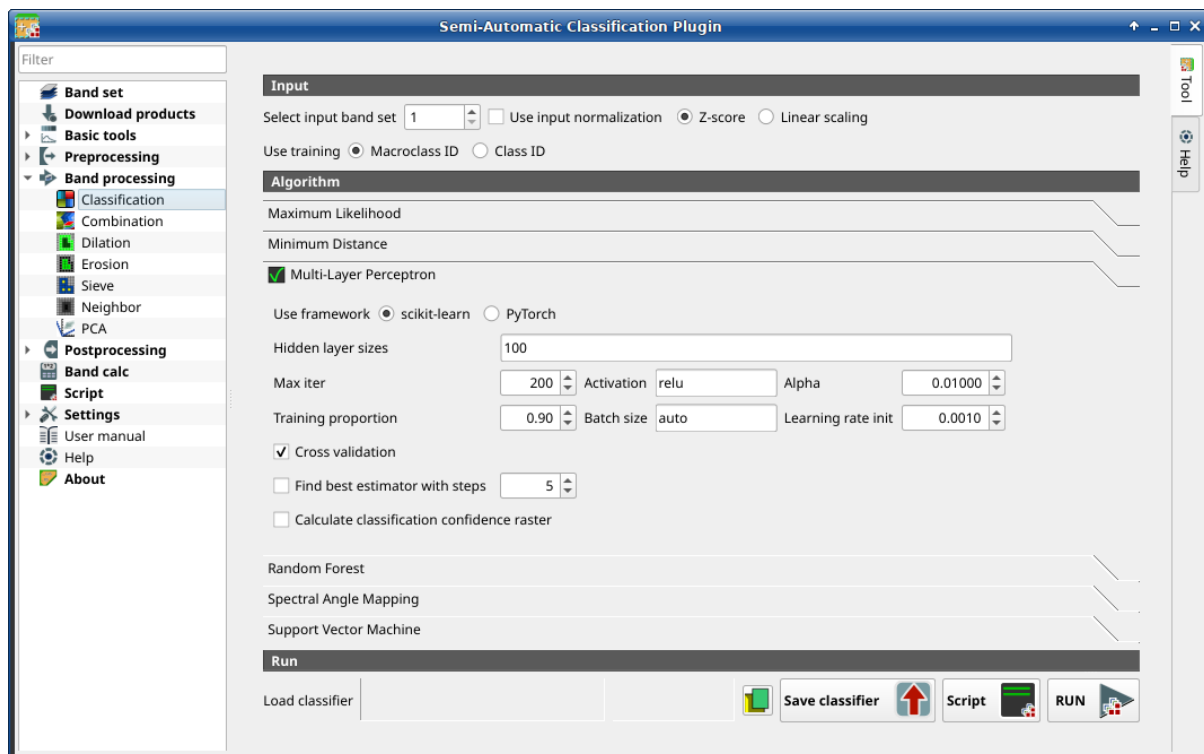 Semi-Automatic Classification Plugin
Filter
Band set
Download products
Basic tools
Preprocessing
Band processing
Classification
Combination
Dilation
Erosion
Sieve
Neighbor
PCA
Postprocessing
Band calc
Script
Settings
User manual
Help
About
Input
Select input band set 1 Use input normalization Z-score Linear scaling
Use training Macroclass ID Class ID
Algorithm
Maximum Likelihood
Minimum Distance
Multi-Layer Perceptron
Use framework scikit-learn PyTorch
Hidden layer sizes 100
Max iter 200 Activation relu Alpha 0.01000
Training proportion 0.90 Batch size auto Learning rate init 0.0010
Cross validation
Find best estimator with steps 5
Calculate classification confidence raster
Random Forest
Spectral Angle Mapping
Support Vector Machine
Run
Load classifier Save classifier Script RUN
Tool
Help